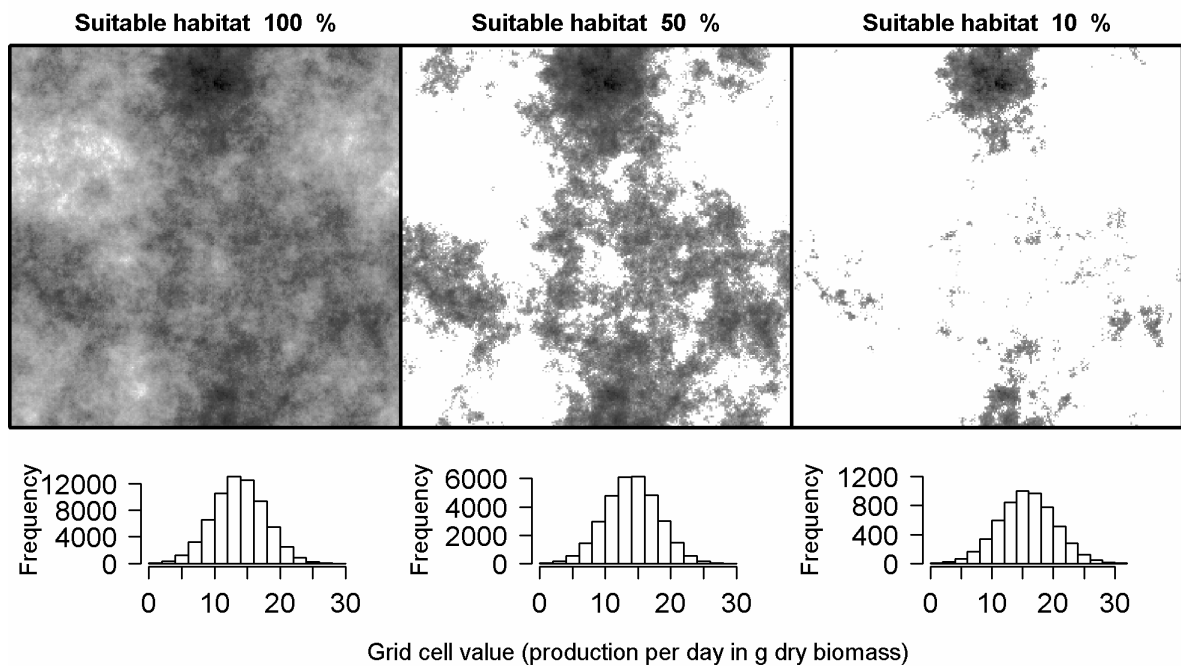 Suitable habitat 100 %
Suitable habitat 50 %
Suitable habitat 10 %
Frequency
12000
8000
4000
0
0 10 20 30
Frequency
6000
4000
2000
0
0 10 20 30
Frequency
1200
800
400
0
0 10 20 30
Grid cell value (production per day in g dry biomass)